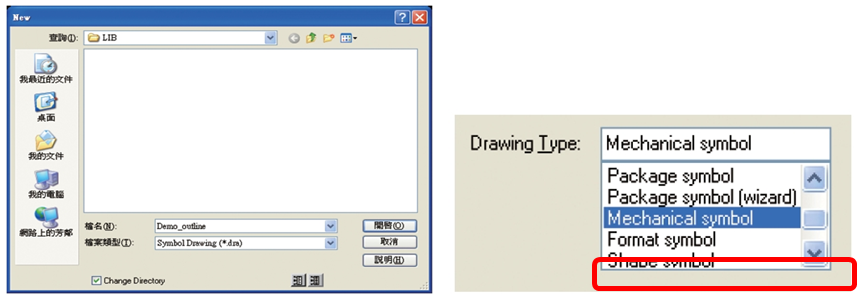 New
查詢(I):
LIB
我最近的文件
桌面
我的文件
我的電腦
網路上的芳鄰
檔名(N):
Demo_outline
開啟(O)
檔案類型(T):
Symbol Drawing (*.dra)
取消
說明(H)
Change Directory
Drawing Type:
Mechanical symbol
Package symbol
Package symbol (wizard)
Mechanical symbol
Format symbol
Shape symbol